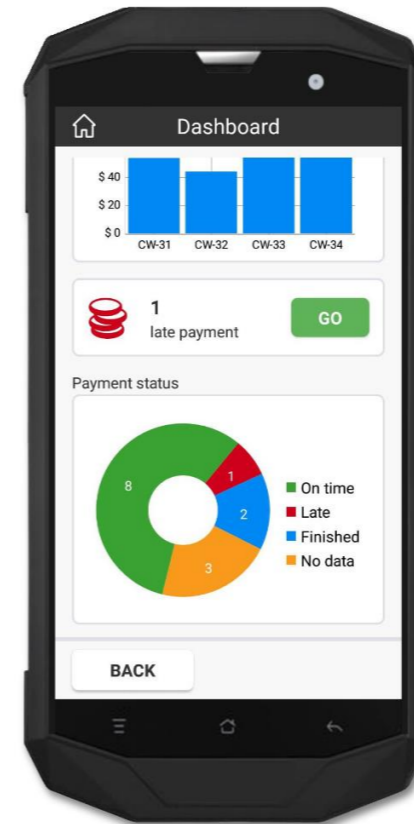 Dashboard
$ 40
$ 20
$ 0
CW-31 CW-32 CW-33 CW-34
1
late payment
GO
Payment status
8
1
2
3
On time
Late
Finished
No data
BACK